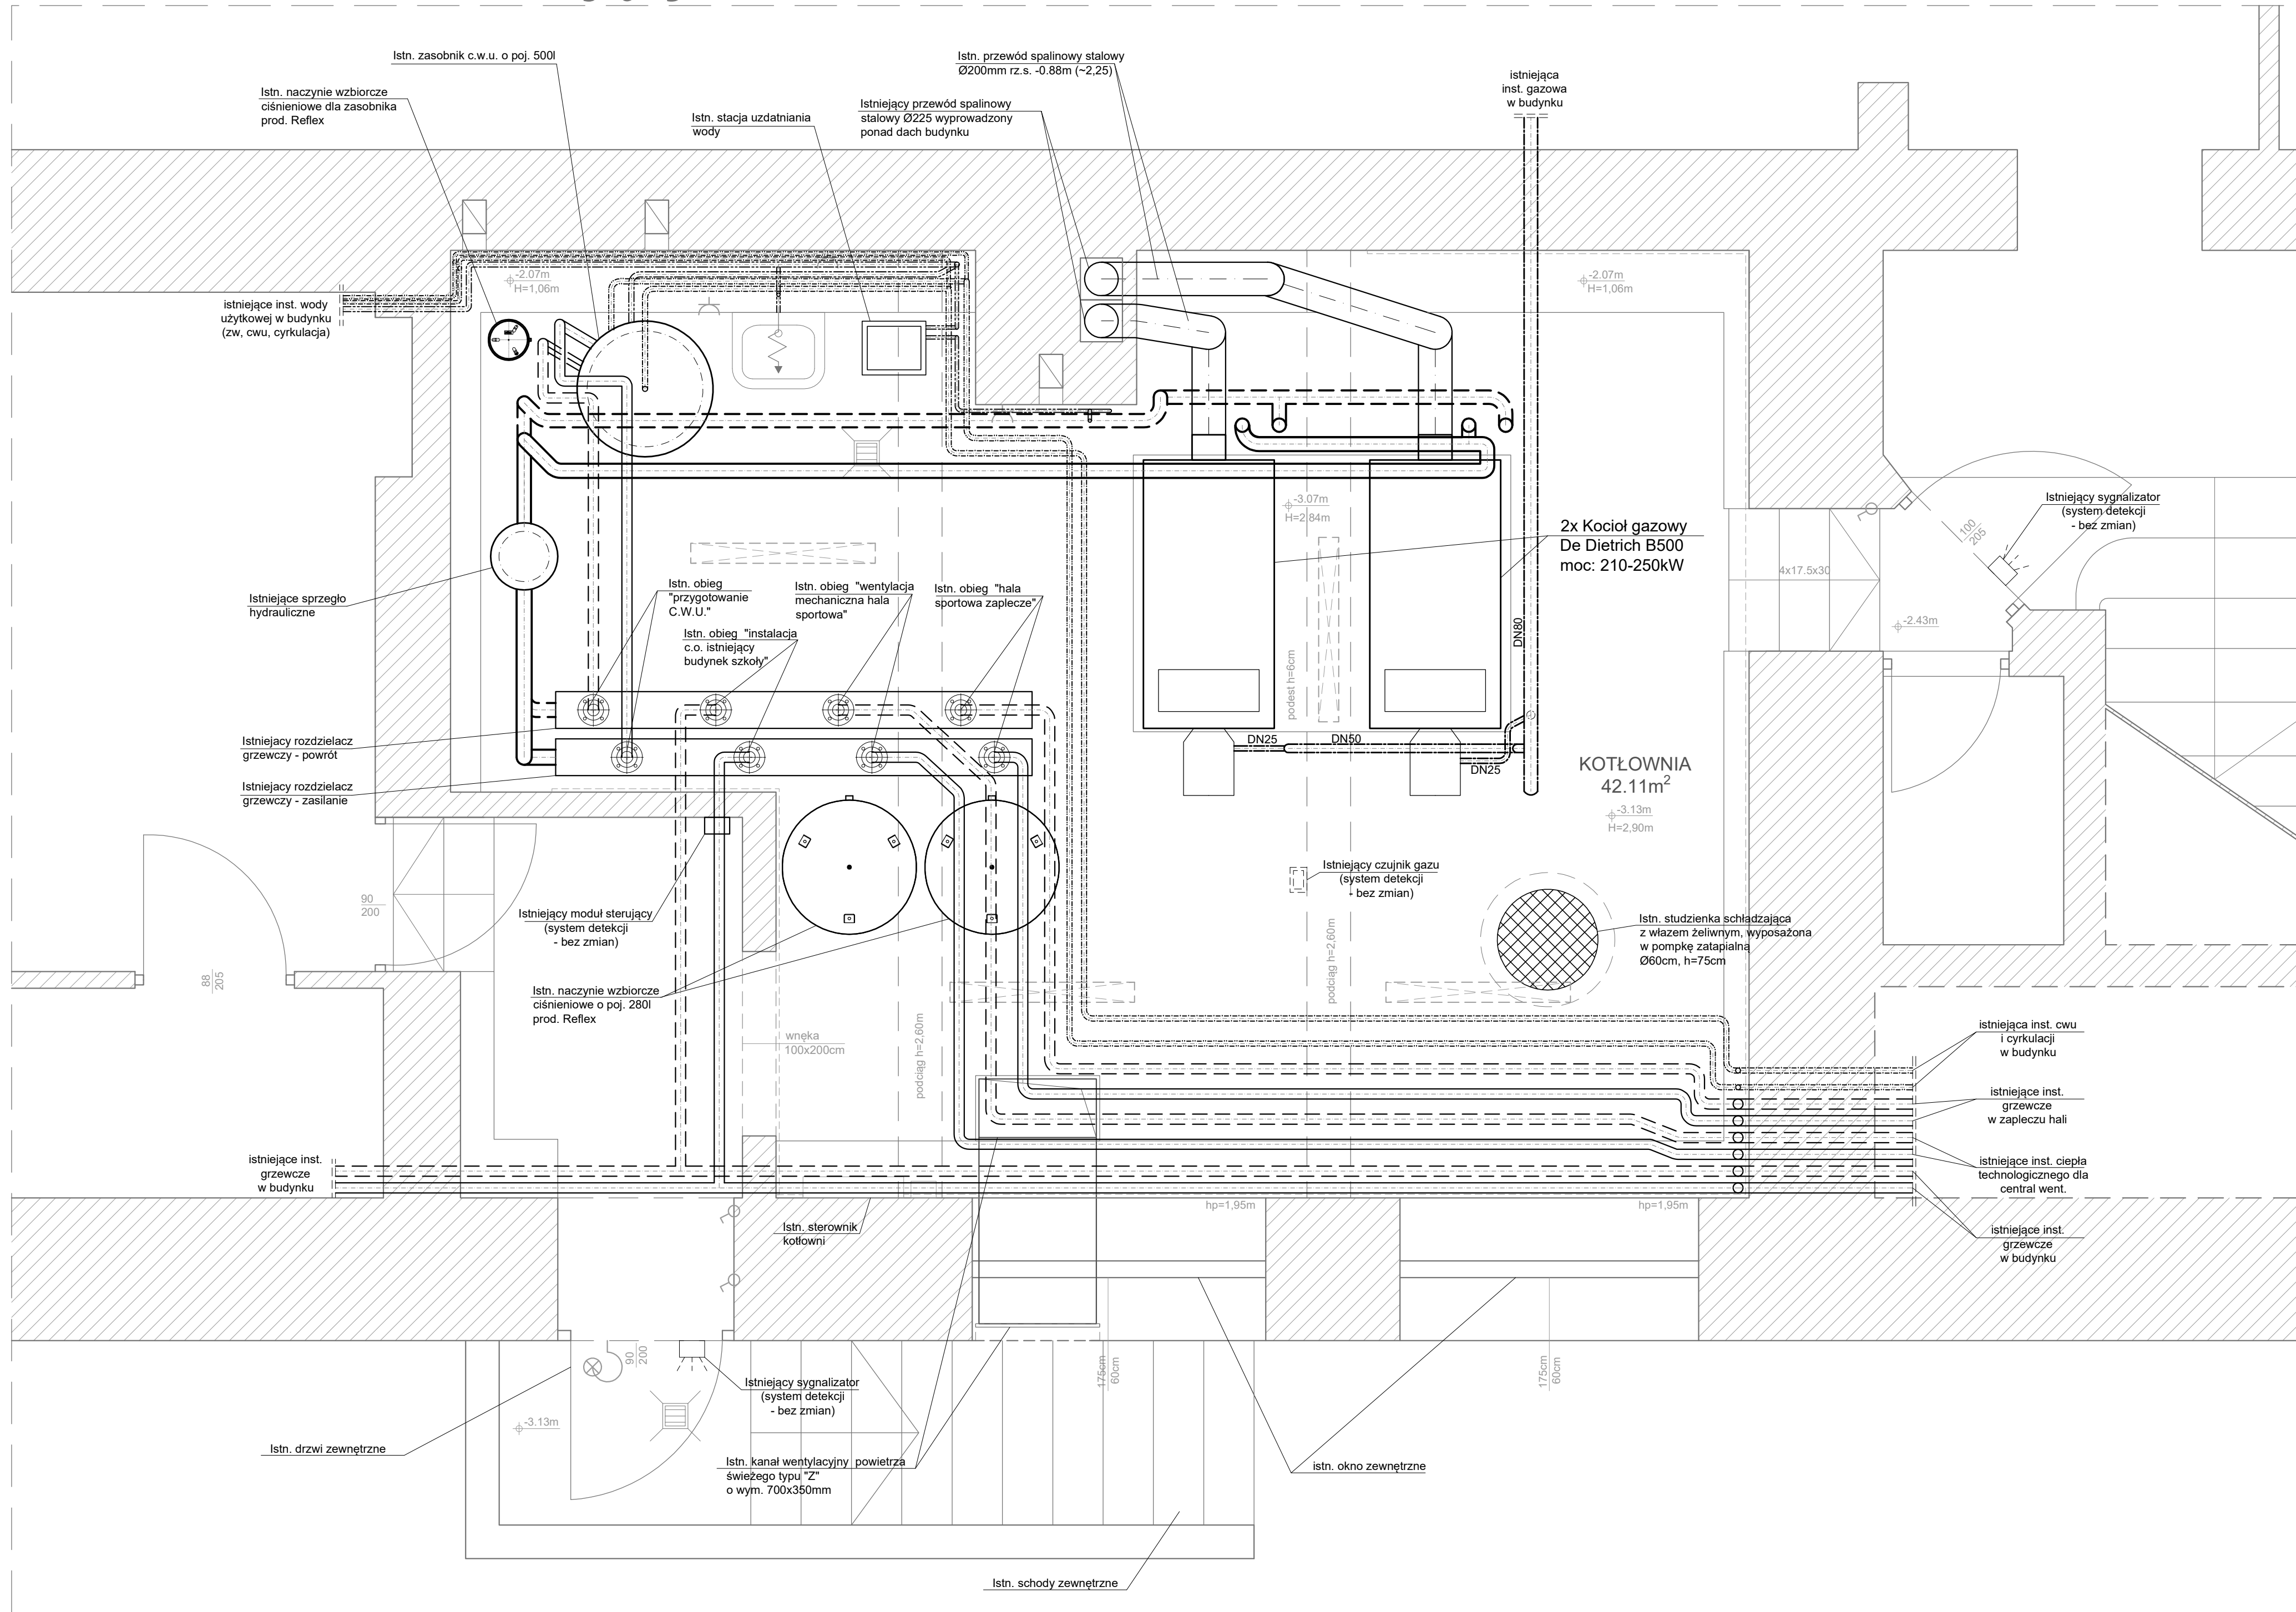 Istn. zasobnik c.w.u. o poj. 500l
Istn. przewód spalinowy stalowy
Ø200mm rz.s. -0.88m (~2,25)
istniejąca
inst. gazowa
w budynku
Istn. naczynie wzbiorcze
ciśnieniowe dla zasobnika
prod. Reflex
Istniejący przewód spalinowy
stalowy Ø225 wyprowadzony
ponad dach budynku
Istn. stacja uzdatniania
wody
-2.07m
H=1,06m
-2.07m
H=1,06m
istniejące inst. wody
użytkowej w budynku
(zw, cwu, cyrkulacja)
-3.07m
H=2,84m
2x Kocioł gazowy
De Dietrich B500
moc: 210-250kW
Istniejący sygnalizator
(system detekcji
- bez zmian)
100
205
4x17.5x30
-2.43m
Istniejące sprzęgło
hydrauliczne
Istn. obieg
"przygotowanie
C.W.U."
Istn. obieg "wentylacja
mechaniczna hala
sportowa"
Istn. obieg "hala
sportowa zaplecze"
Istn. obieg "instalacja
c.o. istniejący
budynek szkoły"
DN80
podest h=6cm
Istniejacy rozdzielacz
grzewczy - powrót
Istniejacy rozdzielacz
grzewczy - zasilanie
DN25
DN50
DN25
KOTŁOWNIA
42.11m²
-3.13m
H=2,90m
Istniejący czujnik gazu
(system detekcji
- bez zmian)
90
200
Istniejący moduł sterujący
(system detekcji
- bez zmian)
Istn. studzienka schładzająca
z włazem żeliwnym, wyposażona
w pompkę zatapialną
Ø60cm, h=75cm
88
205
Istn. naczynie wzbiorcze
ciśnieniowe o poj. 280l
prod. Reflex
podciąg h=2,60m
wnęka
100x200cm
podciąg h=2,60m
istniejąca inst. cwu
i cyrkulacji
w budynku
istniejące inst.
grzewcze
w zapleczu hali
istniejące inst.
grzewcze
w budynku
istniejące inst. ciepła
technologicznego dla
central went.
hp=1,95m
hp=1,95m
Istn. sterownik
kotłowni
istniejące inst.
grzewcze
w budynku
90
200
175cm
60cm
175cm
60cm
Istniejący sygnalizator
(system detekcji
- bez zmian)
-3.13m
Istn. drzwi zewnętrzne
Istn. kanał wentylacyjny powietrza
świeżego typu "Z"
o wym. 700x350mm
istn. okno zewnętrzne
Istn. schody zewnętrzne